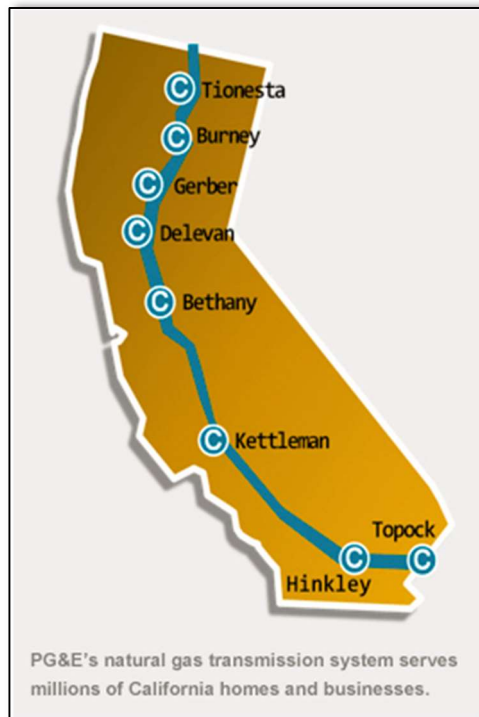 C Tionesta
C Burney
C Gerber
C Delevan
C Bethany
C Kettleman
Topock
C C
Hinkley
PG&E's natural gas transmission system serves
millions of California homes and businesses.